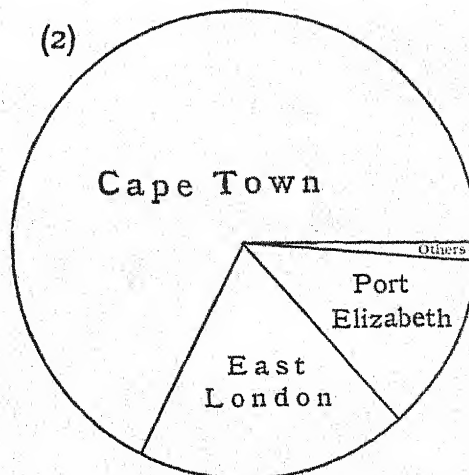 (2)
Cape Town
Others
Port
Elizabeth
East
London